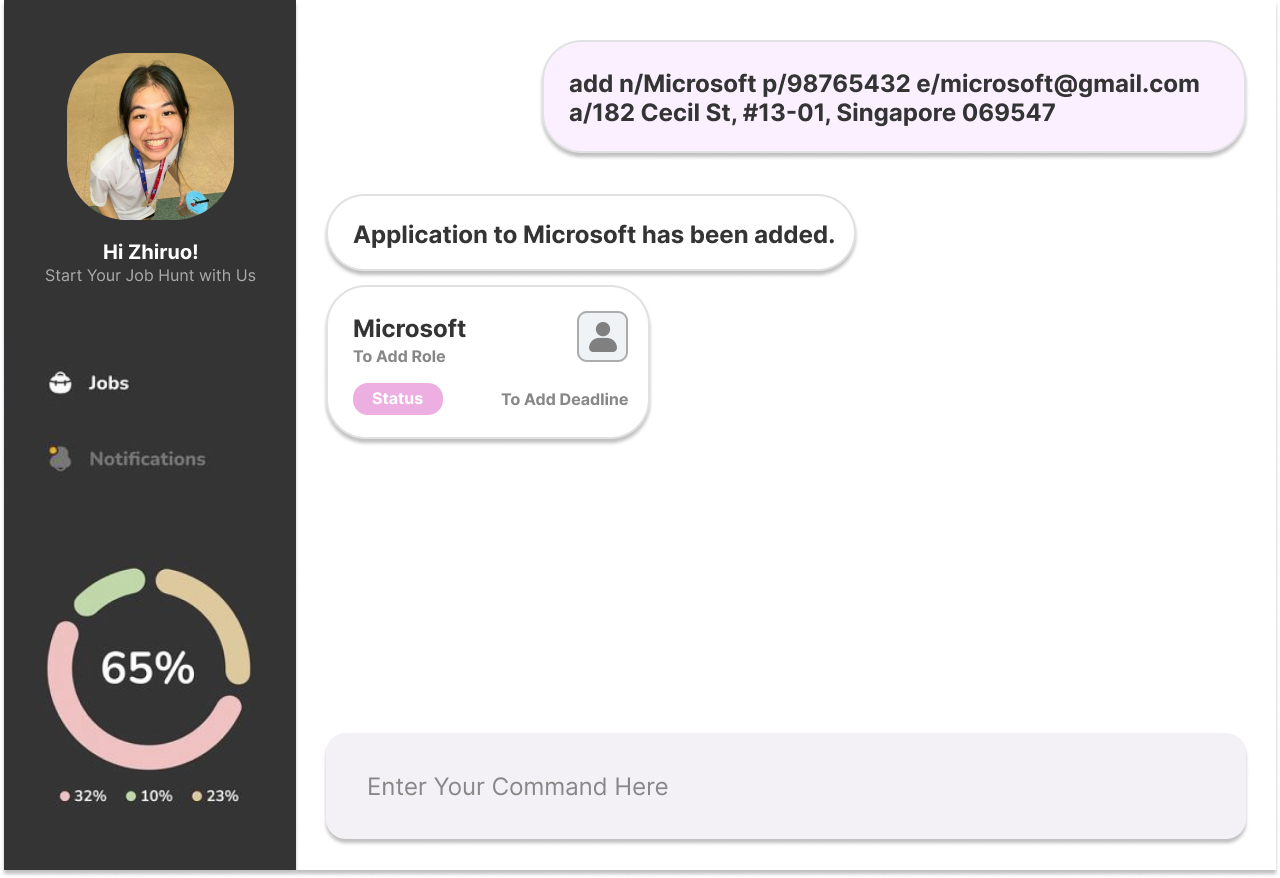 Hi Zhiruo!
Start Your Job Hunt with Us
Jobs
Notifications
65%
32% 10% 23%
add n/Microsoft p/98765432 e/microsoft@gmail.com
a/182 Cecil St, #13-01, Singapore 069547
Application to Microsoft has been added.
Microsoft
To Add Role
Status To Add Deadline
Enter Your Command Here